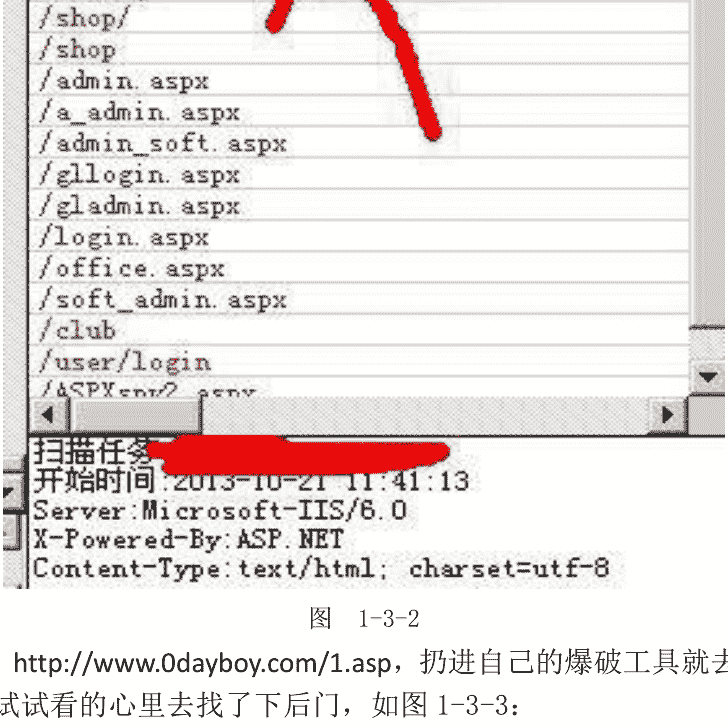 /shop/
/shop
/admin.aspx
/a_admin.aspx
/admin_soft.aspx
/gllogin.aspx
/gladmin.aspx
/login.aspx
/office.aspx
/soft_admin.aspx
/club
/user/login
/ASPXspy2.aspx
扫描任务
开始时间:2013-10-21 11:41:13
Server:Microsoft-IIS/6.0
X-Powered-By:ASP.NET
Content-Type:text/html; charset=utf-8
图 1-3-2
http://www.0dayboy.com/1.asp，扔进自己的爆破工具就去
试试看的心里去找了下后门，如图 1-3-3：